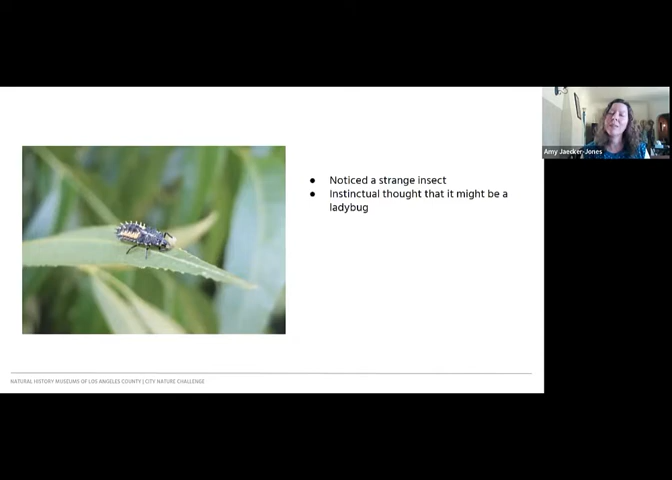 Amy Jaecker-Jones
● Noticed a strange insect
● Instinctual thought that it might be a
ladybug
NATURAL HISTORY MUSEUMS OF LOS ANGELES COUNTY | CITY NATURE CHALLENGE